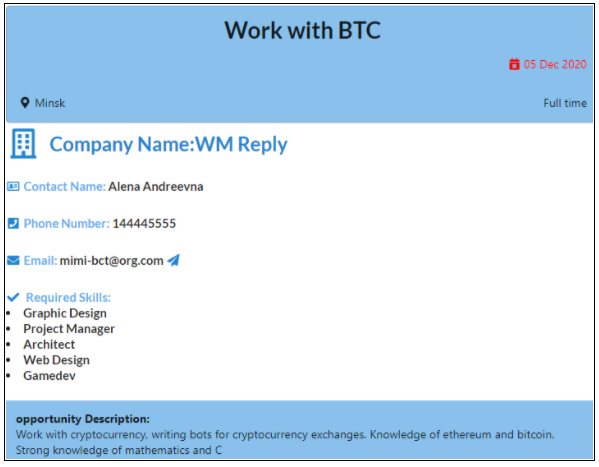 Work with BTC
05 Dec 2020
Minsk
Full time
Company Name:WM Reply
Contact Name: Alena Andreevna
Phone Number: 144445555
Email: mimi-bct@org.com
Required Skills:
Graphic Design
Project Manager
Architect
Web Design
Gamedev
opportunity Description:
Work with cryptocurrency, writing bots for cryptocurrency exchanges. Knowledge of ethereum and bitcoin.
Strong knowledge of mathematics and C